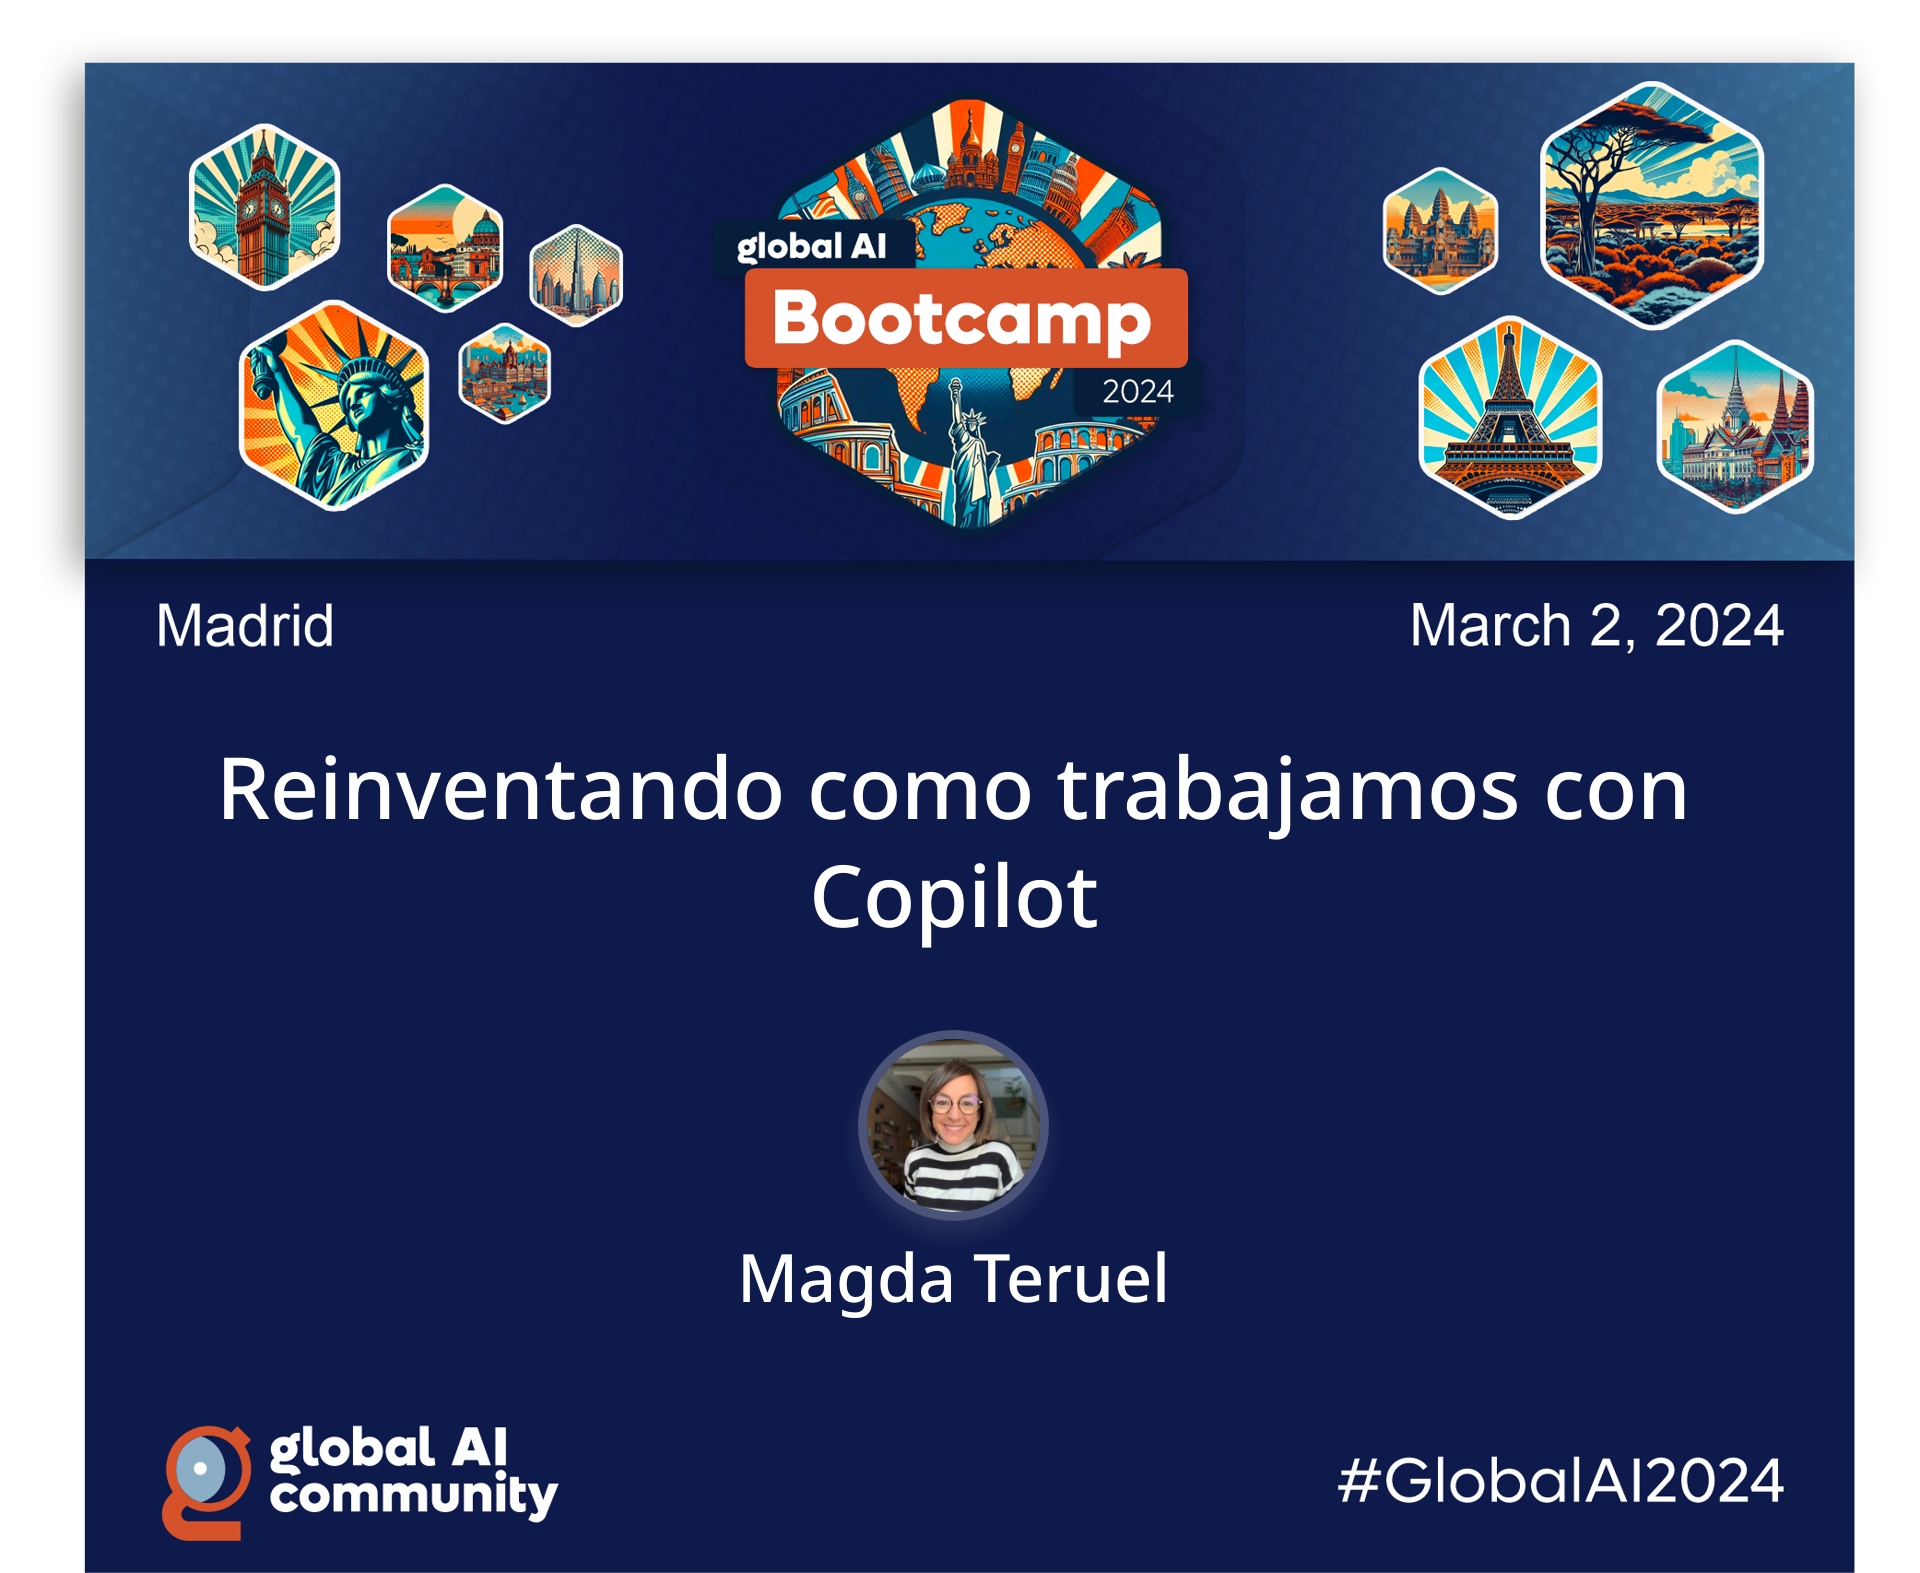 global AI
Bootcamp
2024
Madrid
March 2, 2024
Reinventando como trabajamos con
Copilot
Magda Teruel
global AI
community
#GlobalAI2024